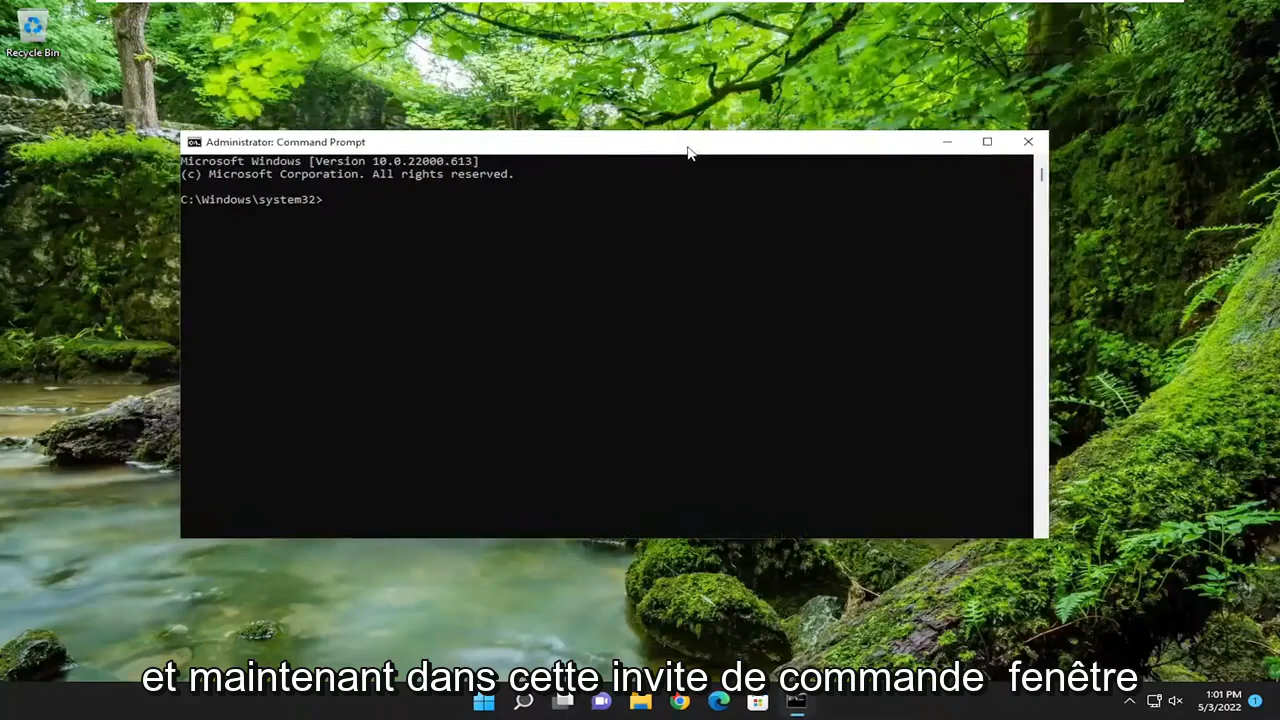 Recycle Bin
Administrator: Command Prompt
Microsoft Windows [Version 10.0.22000.613]
(c) Microsoft Corporation. All rights reserved.
C:\Windows\system32>
et maintenant dans cette invite de commande fenêtre
1:01 PM
5/3/2022
1